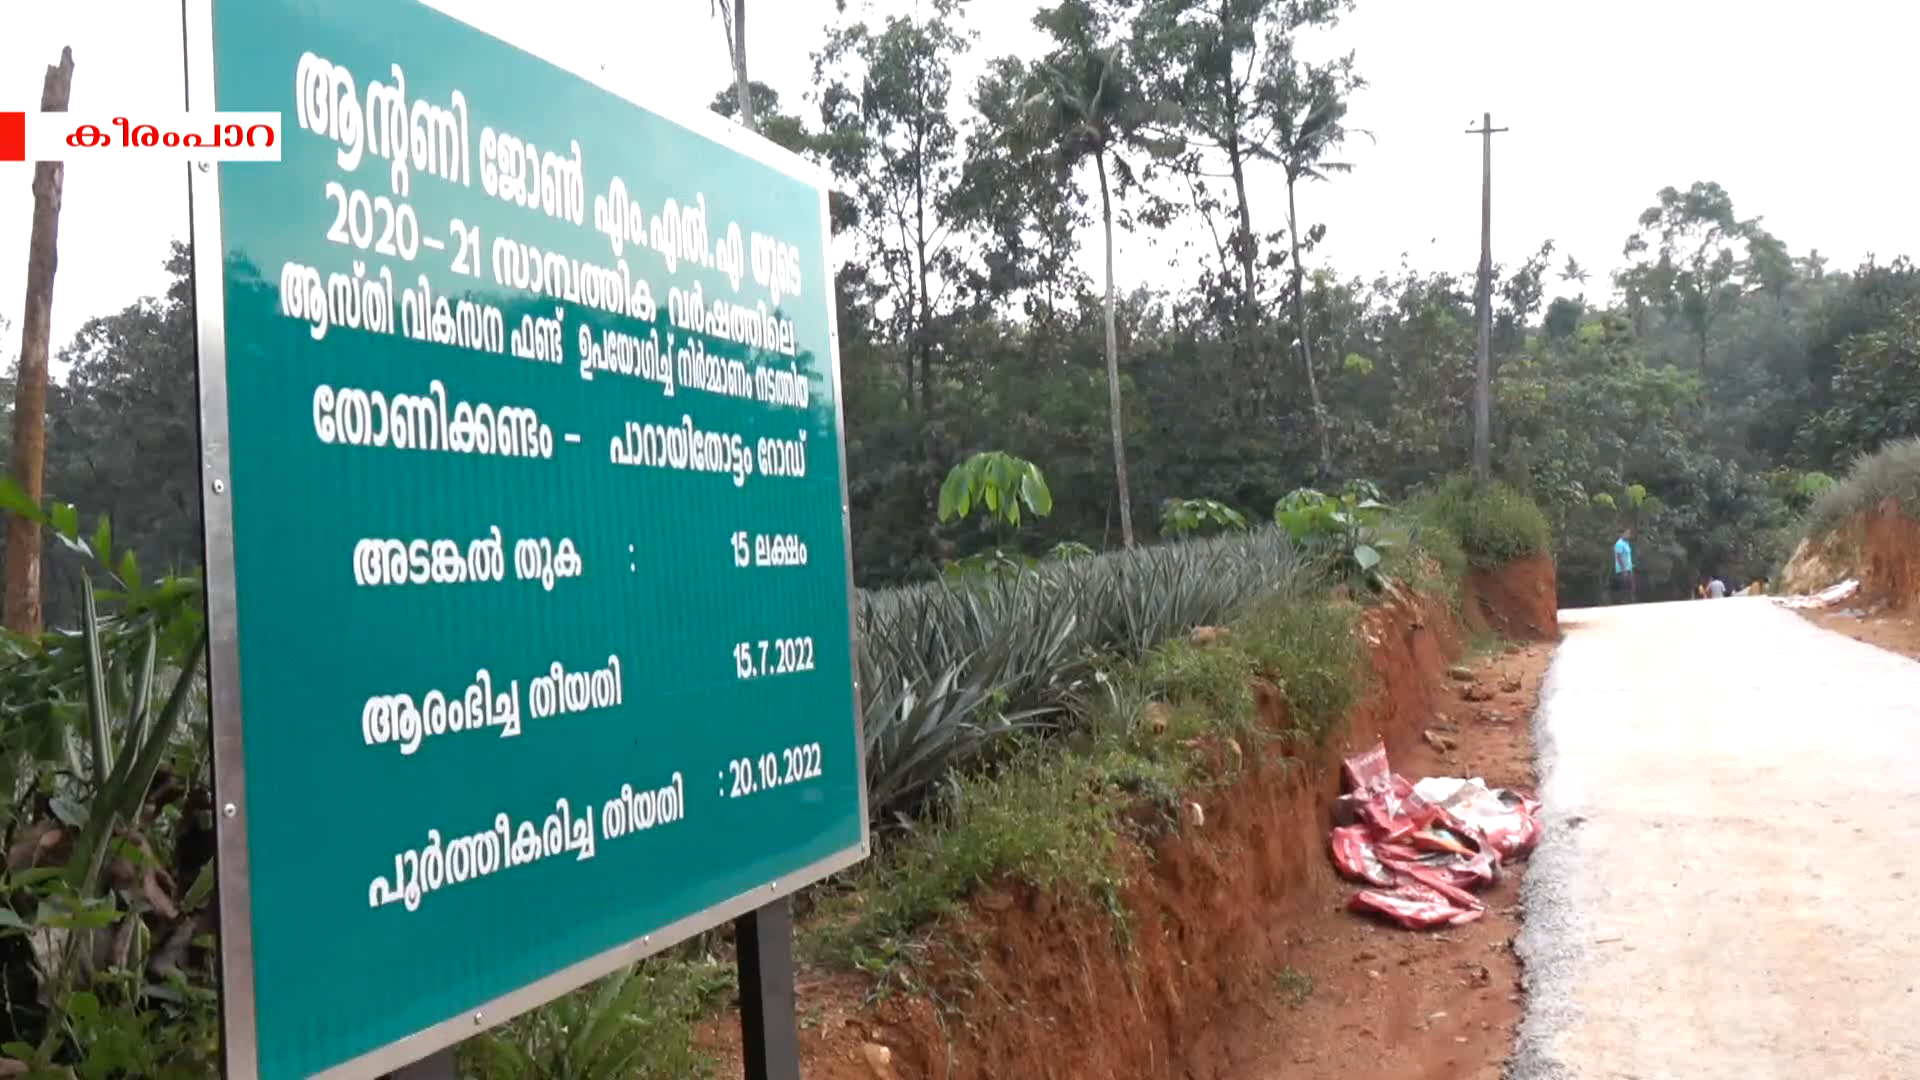 കീരംപാറ
ആന്റണി ജോൺ എം.എൽ.എ യുടെ
2020-21 സാമ്പത്തിക വർഷത്തിലെ
ആസ്തി വികസന ഫണ്ട് ഉപയോഗിച്ച് നിർമ്മാണം നടത്തിയ
തോണിക്കണ്ടം - പാറായിതോട്ടം റോഡ്
അടങ്കൽ തുക : 15 ലക്ഷം
ആരംഭിച്ച തീയതി 15.7.2022
പൂർത്തീകരിച്ച തീയതി : 20.10.2022